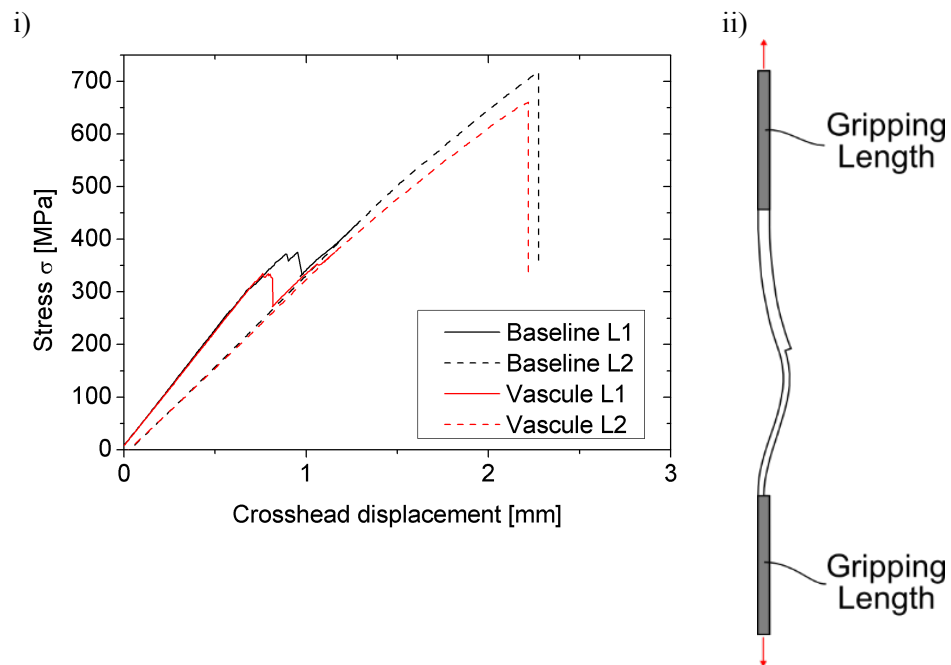 i)
ii)
700
600
500
400
300
200
100
0
Stress σ [MPa]
0
1
2
3
Crosshead displacement [mm]
Baseline L1
Baseline L2
Vascule L1
Vascule L2
Gripping
Length
Gripping
Length